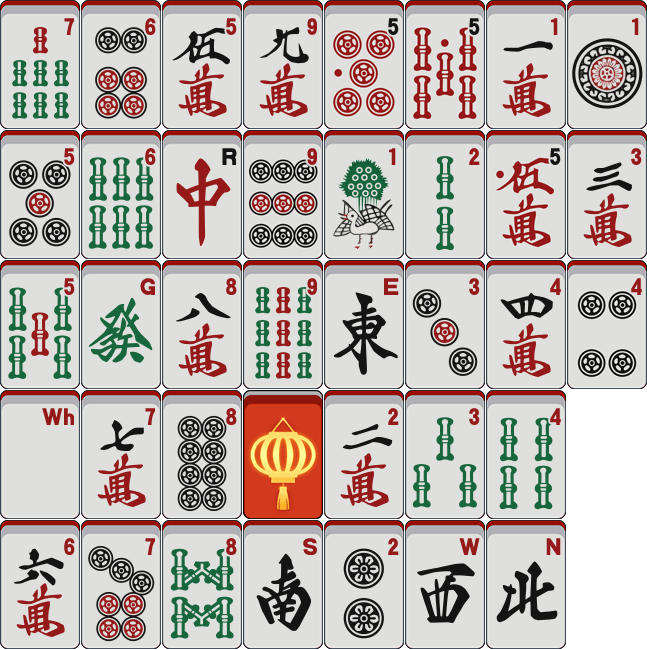 7 6 伍萬 5 九萬 9 5 5 一萬 1 1
5 6 中 R 9 1 2 伍萬 5 三萬 3
5 發 G 八萬 8 9 東 E 3 四萬 4 4
Wh 七萬 7 8 二萬 2 3 4
六萬 6 7 8 南 S 2 西 W 北 N